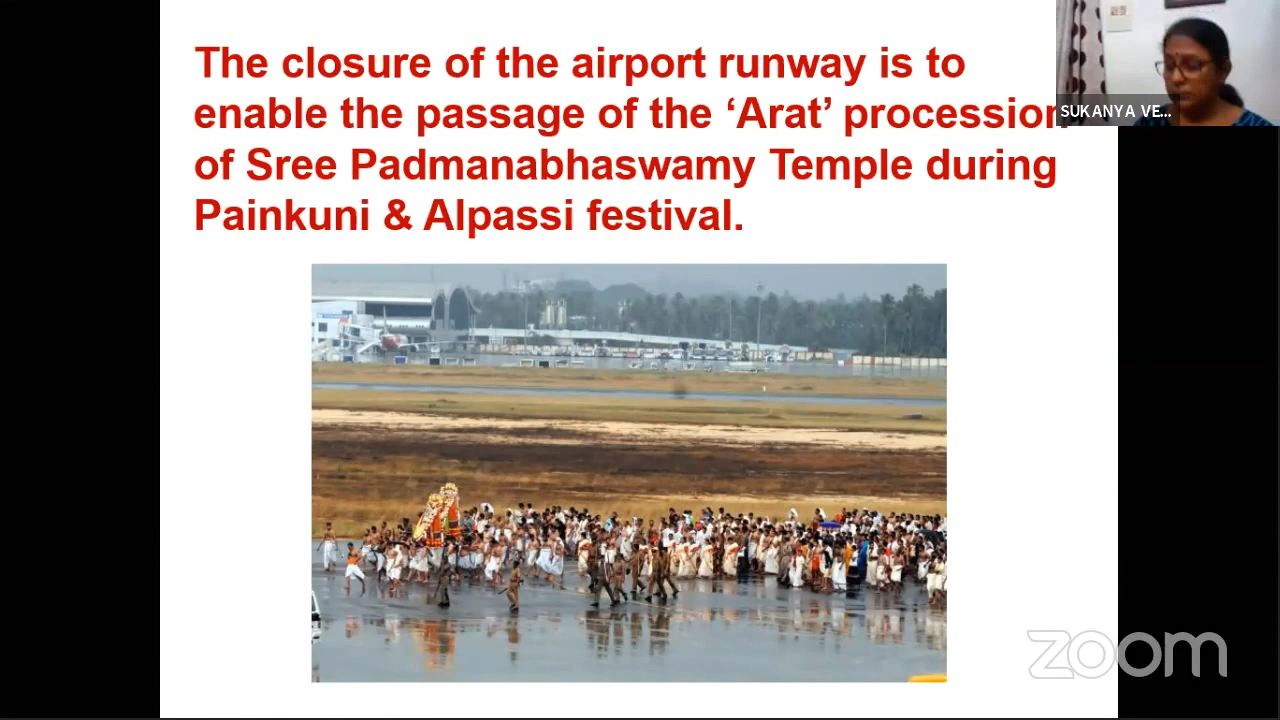 The closure of the airport runway is to
enable the passage of the ‘Arat’ procession
of Sree Padmanabhaswamy Temple during
Painkuni & Alpassi festival.
SUKANYA VE...
zoom